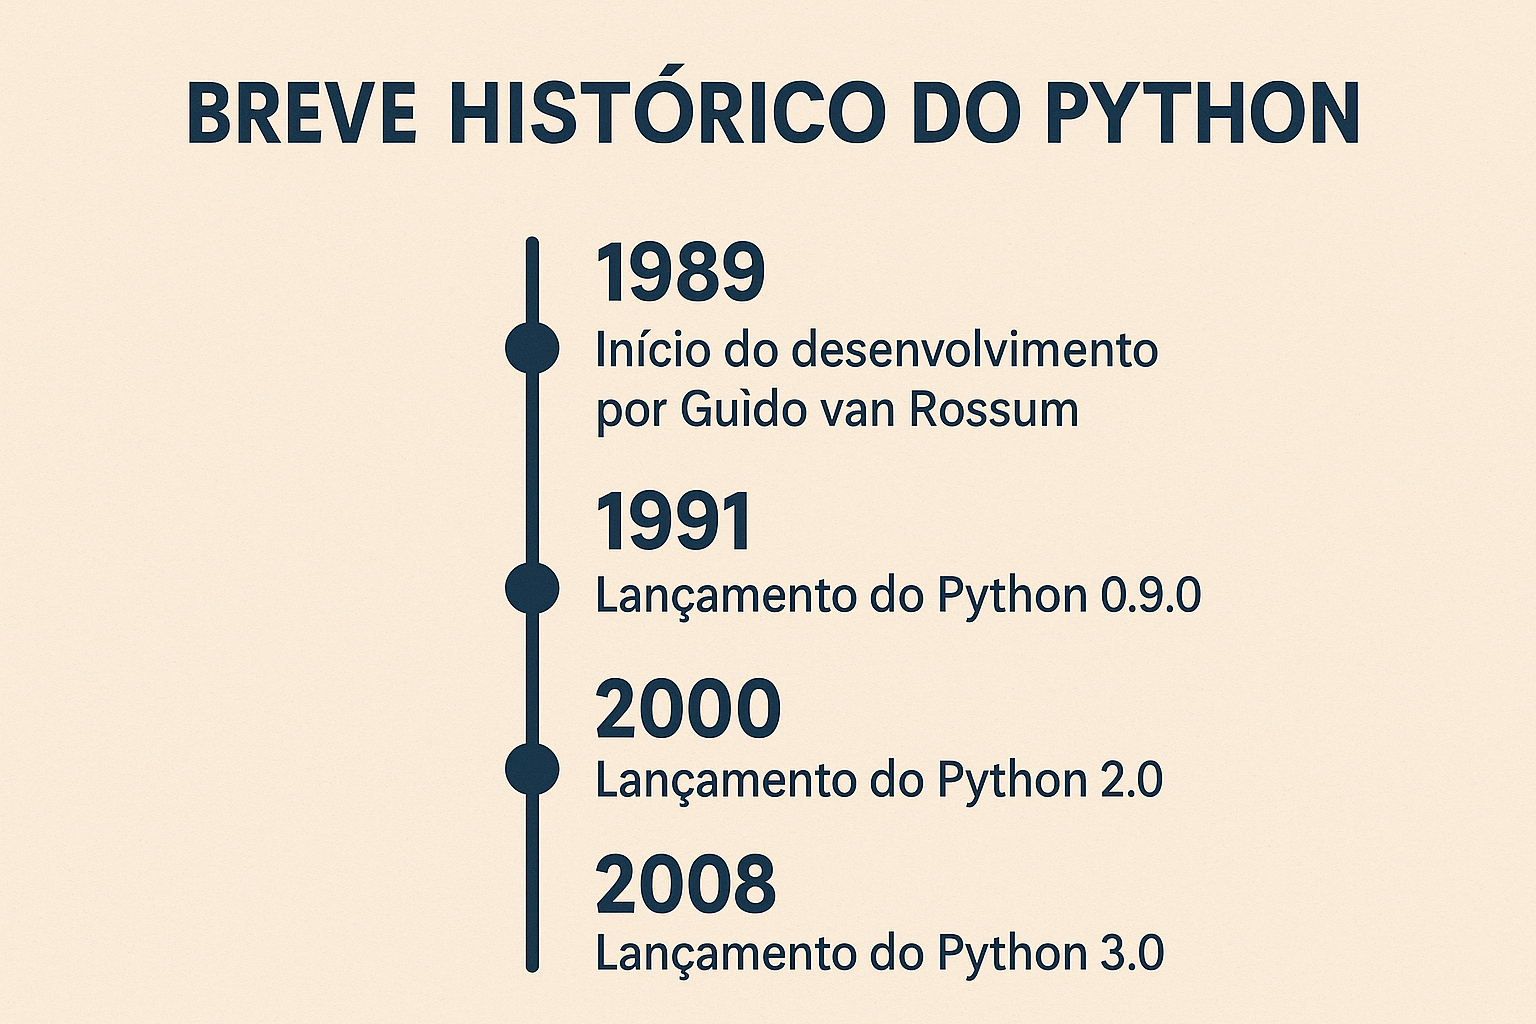 BREVE HISTÓRICO DO PYTHON
1989
Início do desenvolvimento
por Guìdo van Rossum
1991
Lançamento do Python 0.9.0
2000
Lançamento do Python 2.0
2008
Lançamento do Python 3.0